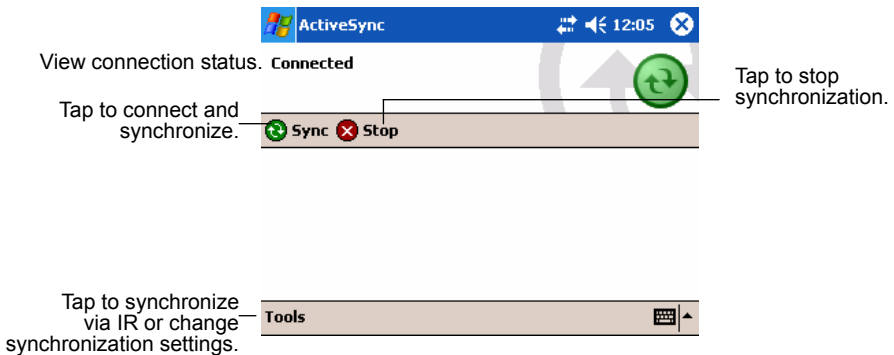 ActiveSync 12:05
View connection status. Connected
Tap to stop
synchronization.
Tap to connect and
synchronize.
Sync Stop
Tap to synchronize
via IR or change
synchronization settings.
Tools